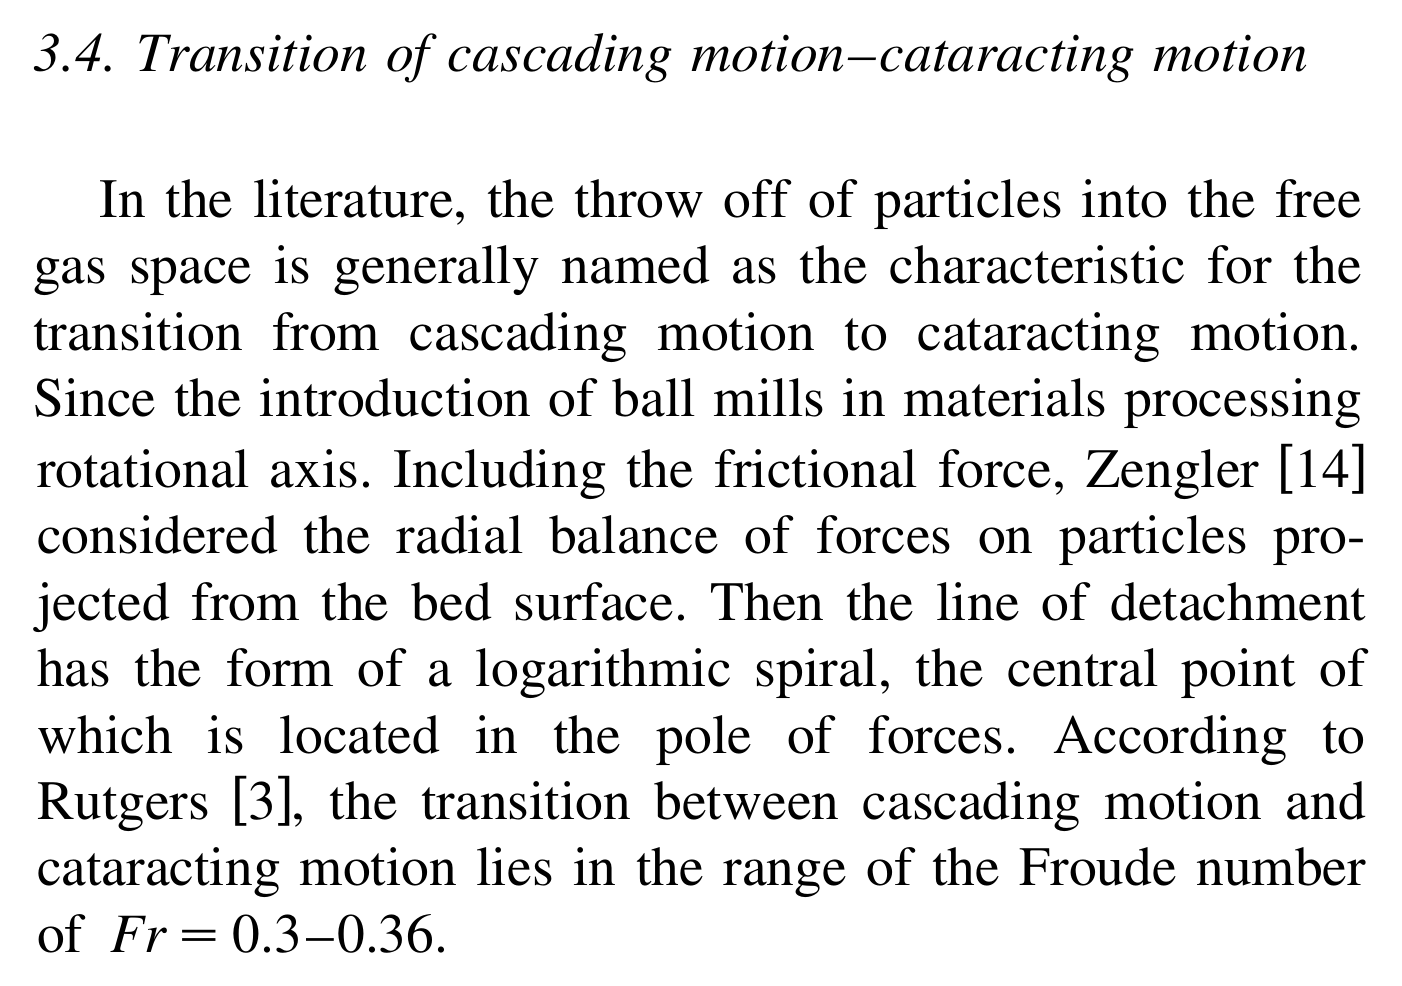 3.4. Transition of cascading motion–cataracting motion
In the literature, the throw off of particles into the free
gas space is generally named as the characteristic for the
transition from cascading motion to cataracting motion.
Since the introduction of ball mills in materials processing
rotational axis. Including the frictional force, Zengler [14]
considered the radial balance of forces on particles pro-
jected from the bed surface. Then the line of detachment
has the form of a logarithmic spiral, the central point of
which is located in the pole of forces. According to
Rutgers [3], the transition between cascading motion and
cataracting motion lies in the range of the Froude number
of Fr = 0.3–0.36.